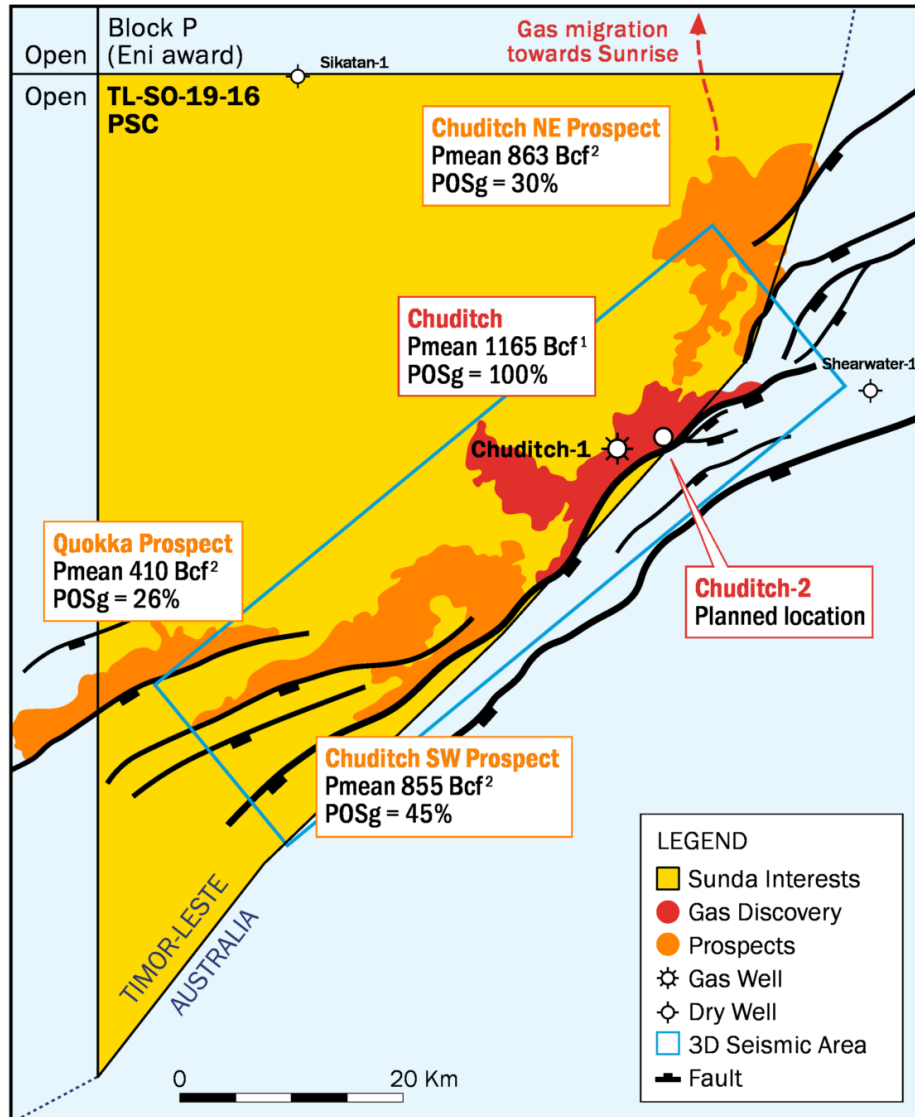 Block P
(Eni award)
Open
Sikatan-1
Gas migration
towards Sunrise
Open
TL-SO-19-16
PSC
Chuditch NE Prospect
Pmean 863 Bcf²
POSg = 30%
Chuditch
Pmean 1165 Bcf¹
POSg = 100%
Shearwater-1
Chuditch-1
Quokka Prospect
Pmean 410 Bcf²
POSg = 26%
Chuditch-2
Planned location
Chuditch SW Prospect
Pmean 855 Bcf²
POSg = 45%
TIMOR-LESTE
AUSTRALIA
LEGEND
Sunda Interests
Gas Discovery
Prospects
Gas Well
Dry Well
3D Seismic Area
Fault
0 20 Km